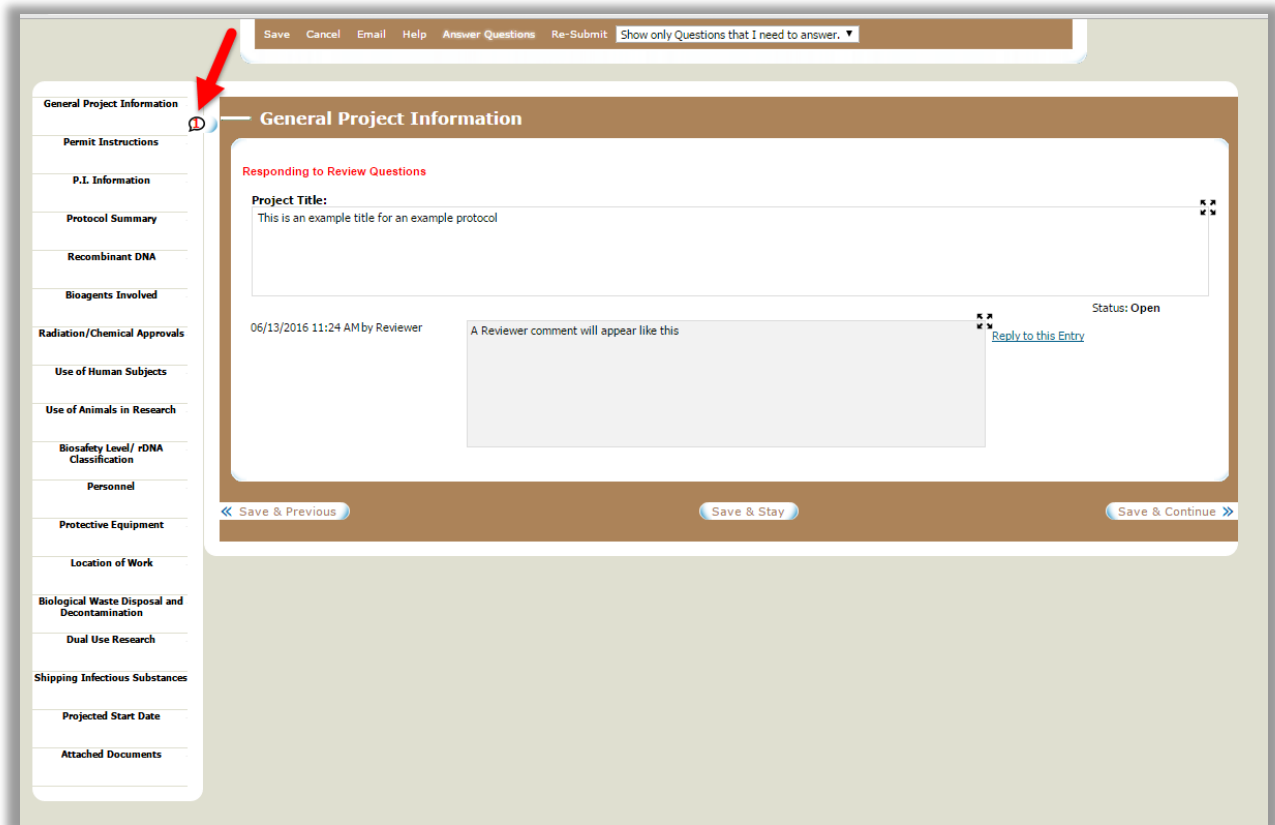 Save Cancel Email Help Answer Questions Re-Submit Show only Questions that I need to answer.
General Project Information
1
Permit Instructions
P.I. Information
Protocol Summary
Recombinant DNA
Bioagents Involved
Radiation/Chemical Approvals
Use of Human Subjects
Use of Animals in Research
Biosafety Level/ rDNA
Classification
Personnel
Protective Equipment
Location of Work
Biological Waste Disposal and
Decontamination
Dual Use Research
Shipping Infectious Substances
Projected Start Date
Attached Documents
General Project Information
Responding to Review Questions
Project Title:
This is an example title for an example protocol
Status: Open
06/13/2016 11:24 AM by Reviewer
A Reviewer comment will appear like this
Reply to this Entry
Save & Previous
Save & Stay
Save & Continue